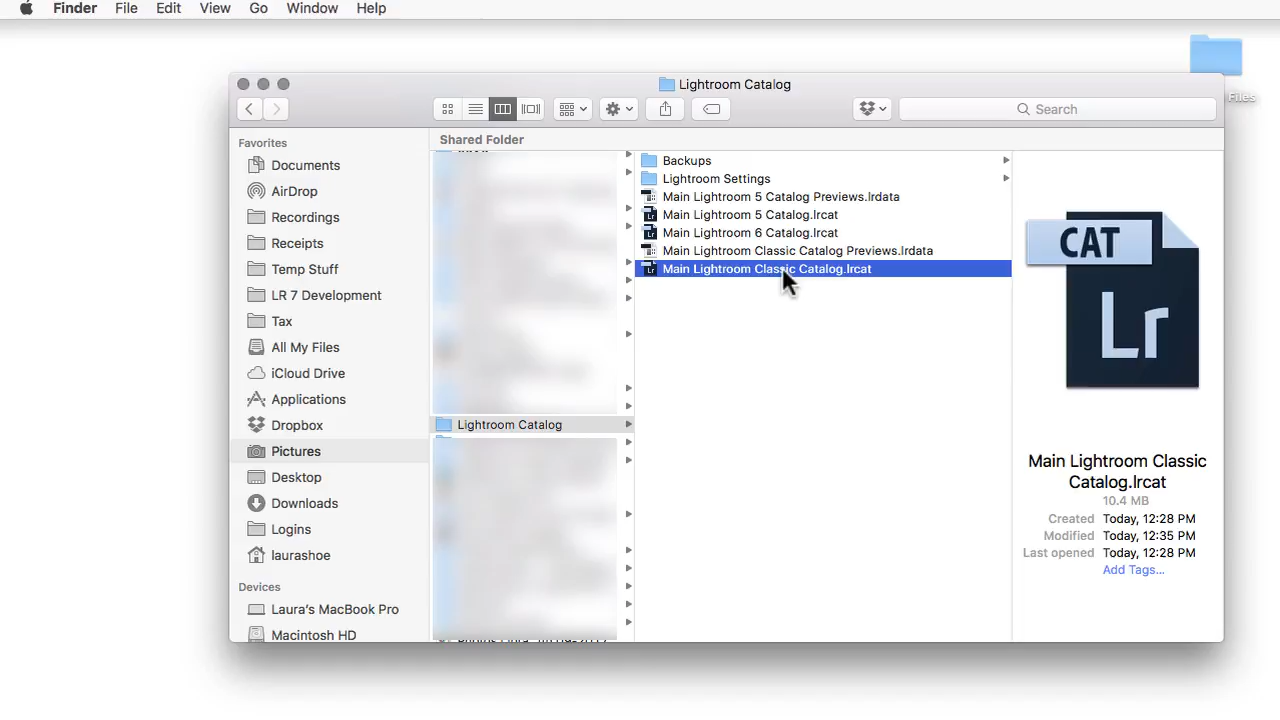 Finder File Edit View Go Window Help
Lightroom Catalog
Search
Files
Favorites
Documents
AirDrop
Recordings
Receipts
Temp Stuff
LR 7 Development
Tax
All My Files
iCloud Drive
Applications
Dropbox
Pictures
Desktop
Downloads
Logins
laurashoe
Devices
Laura's MacBook Pro
Macintosh HD
Shared Folder
Lightroom Catalog
Backups
Lightroom Settings
Main Lightroom 5 Catalog Previews.lrdata
Main Lightroom 5 Catalog.lrcat
Main Lightroom 6 Catalog.lrcat
Main Lightroom Classic Catalog Previews.lrdata
Main Lightroom Classic Catalog.lrcat
CAT
Lr
Main Lightroom Classic
Catalog.lrcat
10.4 MB
Created Today, 12:28 PM
Modified Today, 12:35 PM
Last opened Today, 12:28 PM
Add Tags...